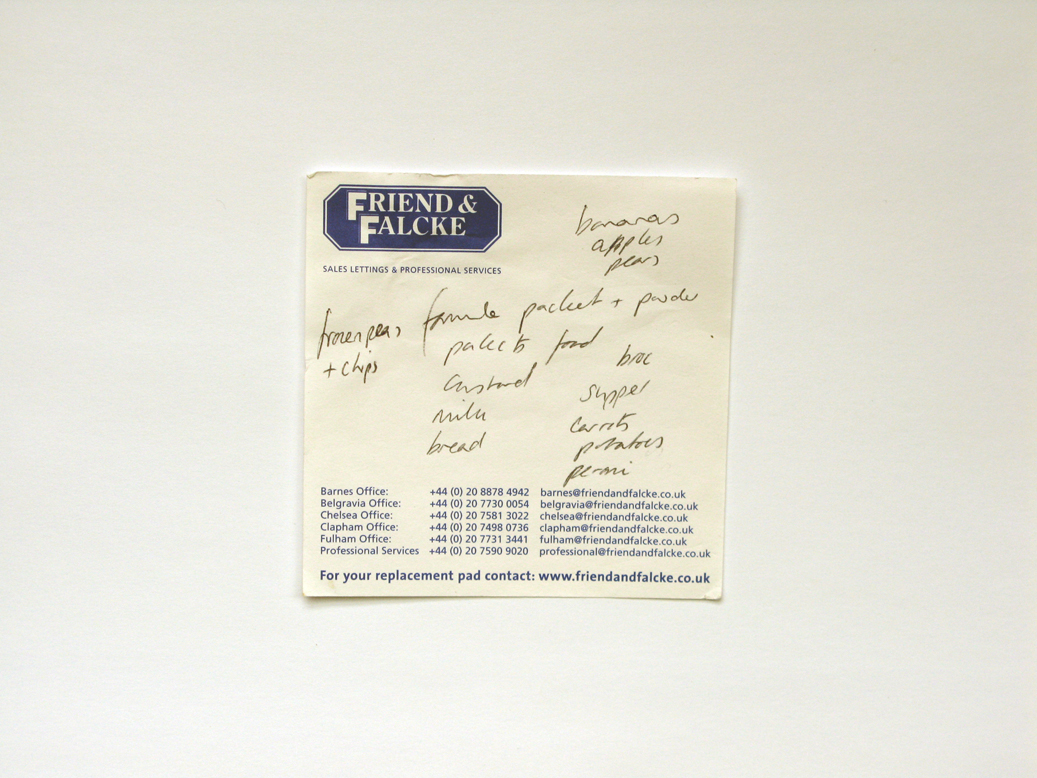 FRIEND &
FALCKE
SALES LETTINGS & PROFESSIONAL SERVICES
bananas
apples
pears
frozen peas
+ chips
formula packet + powder
packets food
custard
milk
bread
broc
supper
carrots
potatoes
Barnes Office: +44 (0) 20 8878 4942 barnes@friendandfalcke.co.uk
Belgravia Office: +44 (0) 20 7730 0054 belgravia@friendandfalcke.co.uk
Chelsea Office: +44 (0) 20 7581 3022 chelsea@friendandfalcke.co.uk
Clapham Office: +44 (0) 20 7498 0736 clapham@friendandfalcke.co.uk
Fulham Office: +44 (0) 20 7731 3441 fulham@friendandfalcke.co.uk
Professional Services +44 (0) 20 7590 9020 professional@friendandfalcke.co.uk
For your replacement pad contact: www.friendandfalcke.co.uk